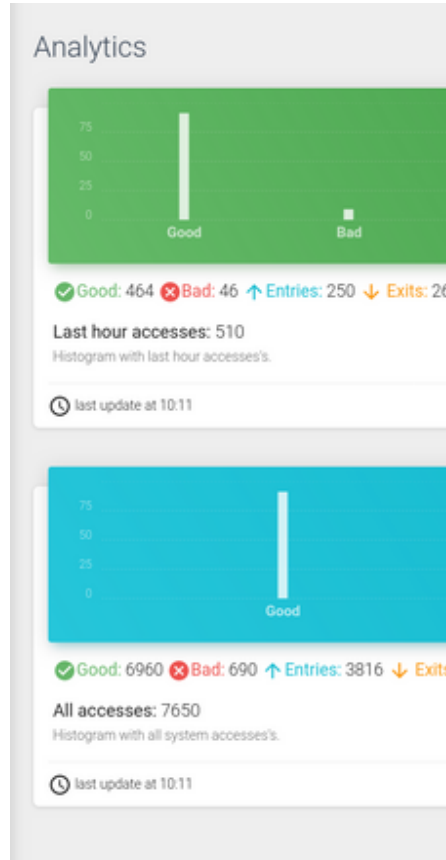 Analytics
75
50
25
0
Good Bad
Good: 464 Bad: 46 Entries: 250 Exits: 26
Last hour accesses: 510
Histogram with last hour accesses's.
last update at 10:11
75
50
25
0
Good
Good: 6960 Bad: 690 Entries: 3816 Exits
All accesses: 7650
Histogram with all system accesses's.
last update at 10:11